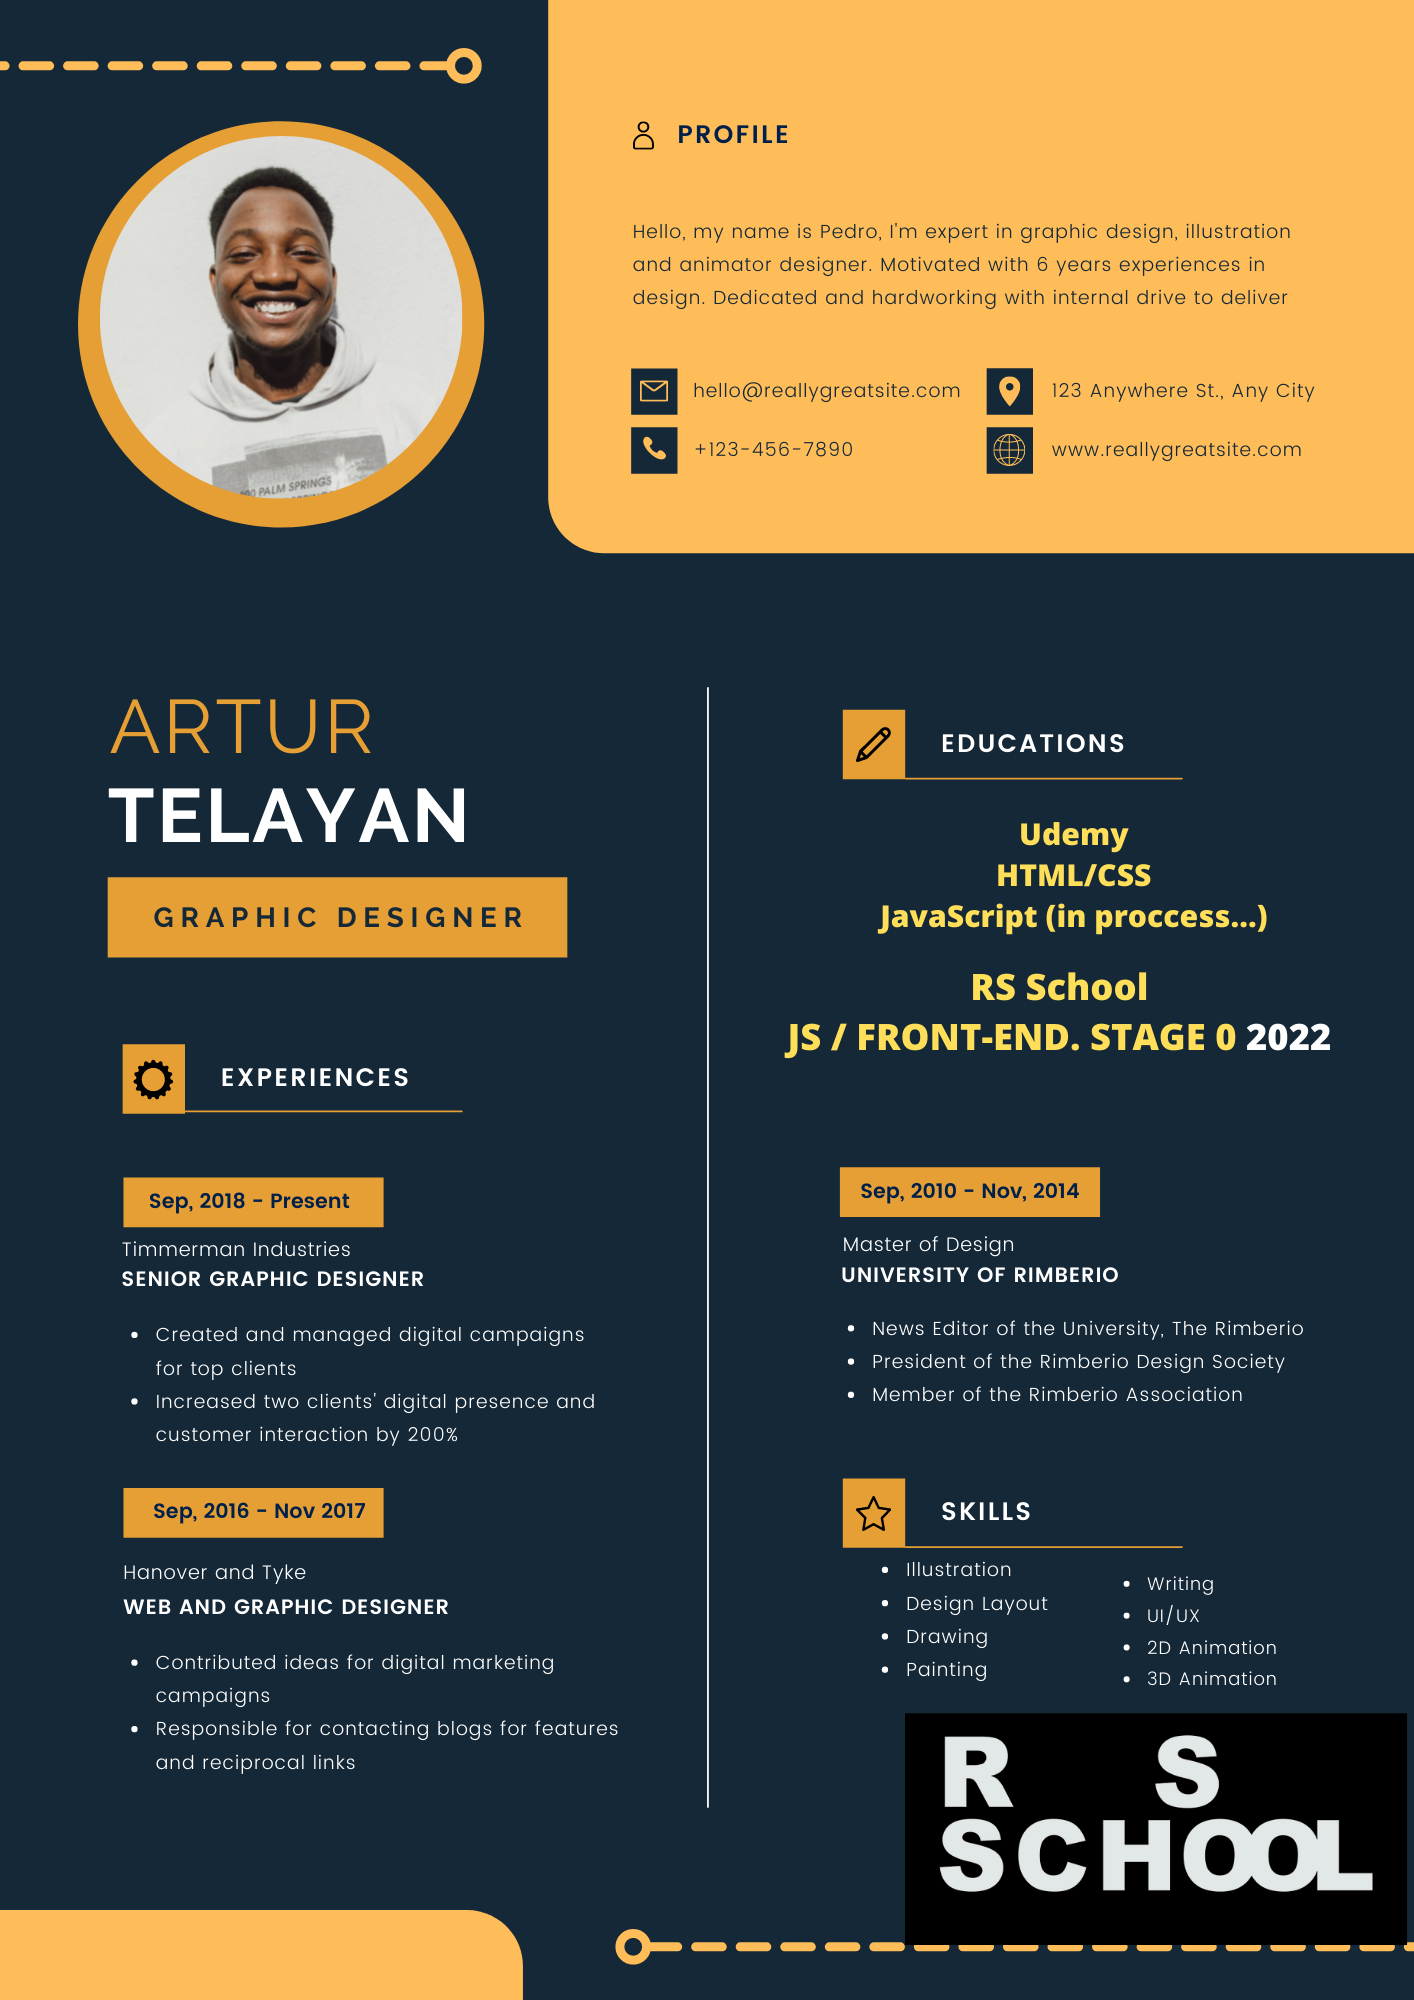 PROFILE
Hello, my name is Pedro, I'm expert in graphic design, illustration
and animator designer. Motivated with 6 years experiences in
design. Dedicated and hardworking with internal drive to deliver
hello@reallygreatsite.com
123 Anywhere St., Any City
+123-456-7890
www.reallygreatsite.com
PALM SPRINGS
ARTUR
TELAYAN
GRAPHIC DESIGNER
EXPERIENCES
Sep, 2018 - Present
Timmerman Industries
SENIOR GRAPHIC DESIGNER
• Created and managed digital campaigns
for top clients
• Increased two clients' digital presence and
customer interaction by 200%
Sep, 2016 - Nov 2017
Hanover and Tyke
WEB AND GRAPHIC DESIGNER
• Contributed ideas for digital marketing
campaigns
• Responsible for contacting blogs for features
and reciprocal links
EDUCATIONS
Udemy
HTML/CSS
JavaScript (in proccess...)
RS School
JS / FRONT-END. STAGE 0 2022
Sep, 2010 - Nov, 2014
Master of Design
UNIVERSITY OF RIMBERIO
• News Editor of the University, The Rimberio
• President of the Rimberio Design Society
• Member of the Rimberio Association
SKILLS
• Illustration
• Design Layout
• Drawing
• Painting
• Writing
• UI/UX
• 2D Animation
• 3D Animation
R S
SCHOOL